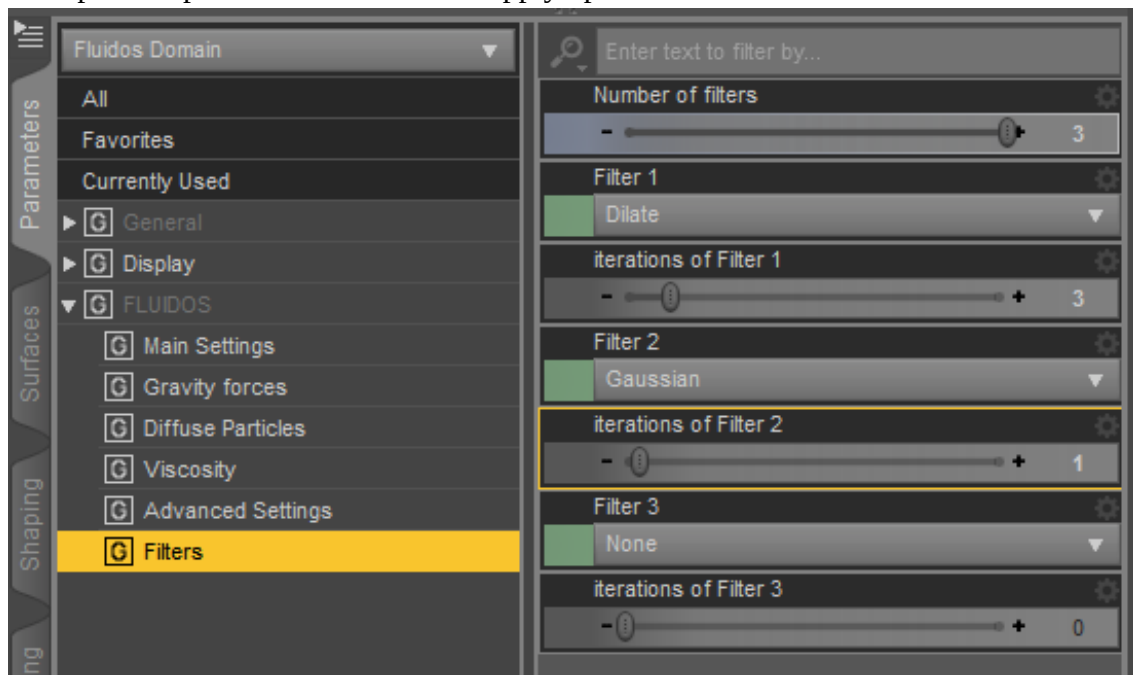 Fluidos Domain
All
Favorites
Currently Used
G General
G Display
G FLUIDOS
G Main Settings
G Gravity forces
G Diffuse Particles
G Viscosity
G Advanced Settings
G Filters
Parameters
Surfaces
Shaping
Enter text to filter by...
Number of filters
- + 3
Filter 1
Dilate
iterations of Filter 1
- + 3
Filter 2
Gaussian
iterations of Filter 2
- + 1
Filter 3
None
iterations of Filter 3
- + 0